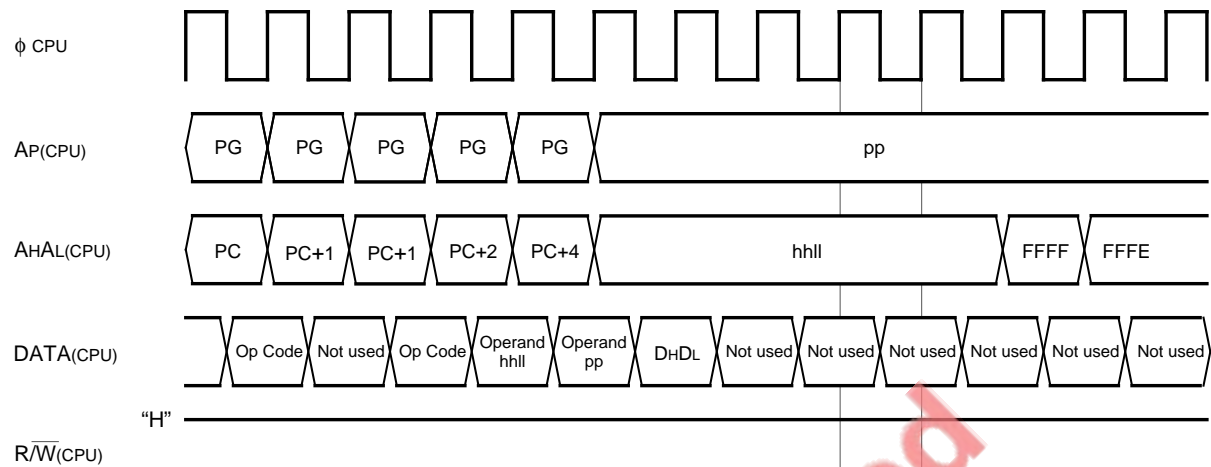 ϕ CPU
AP(CPU) PG PG PG PG PG pp
AHAL(CPU) PC PC+1 PC+1 PC+2 PC+4 hhll FFFF FFFE
DATA(CPU) Op Code Not used Op Code Operand hhll Operand pp DHDL Not used Not used Not used Not used Not used Not used
“H”
R/W̅(CPU)